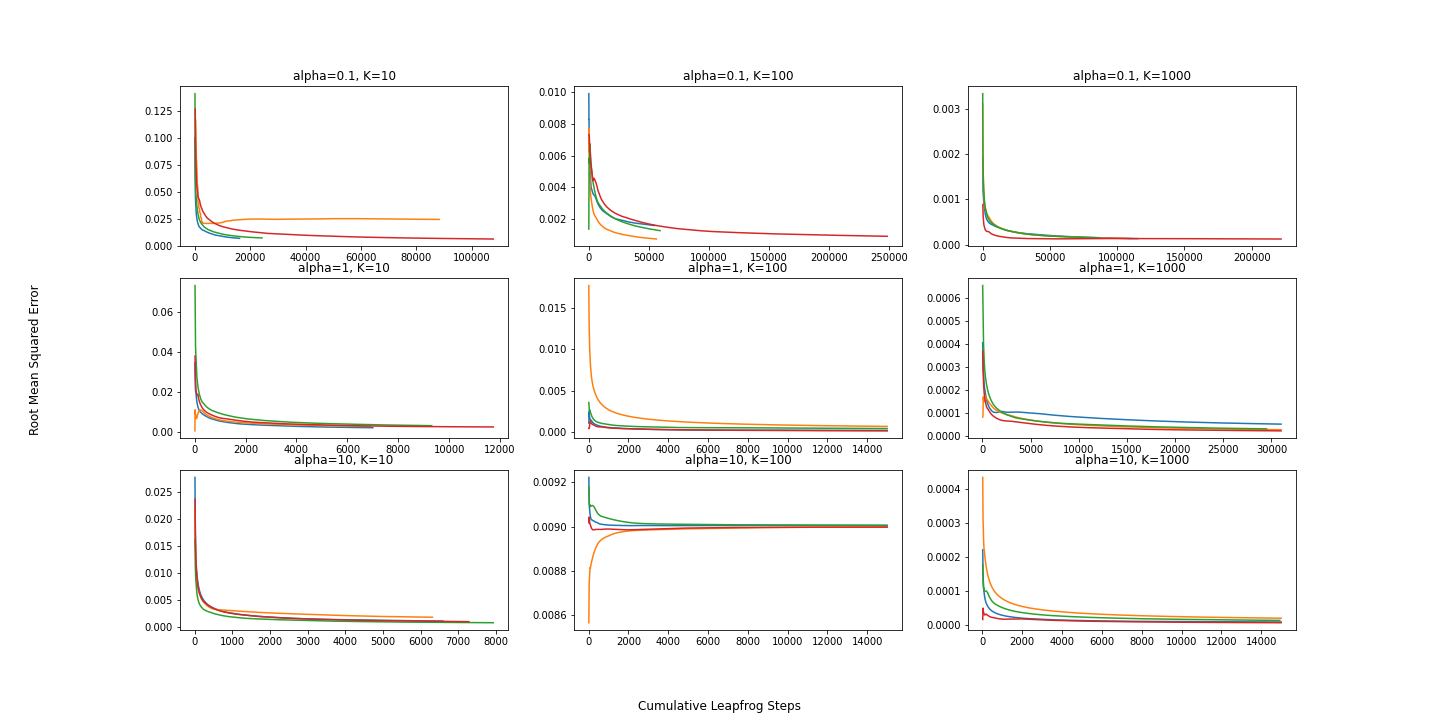 alpha=0.1, K=10
alpha=0.1, K=100
alpha=0.1, K=1000
0.125
0.100
0.075
0.050
0.025
0.000
0 20000 40000 60000 80000 100000
0.010
0.008
0.006
0.004
0.002
0 50000 100000 150000 200000 250000
0.003
0.002
0.001
0.000
0 50000 100000 150000 200000
alpha=1, K=10
alpha=1, K=100
alpha=1, K=1000
0.06
0.04
0.02
0.00
0 2000 4000 6000 8000 10000 12000
0.015
0.010
0.005
0.000
0 2000 4000 6000 8000 10000 12000 14000
0.0006
0.0005
0.0004
0.0003
0.0002
0.0001
0.0000
0 5000 10000 15000 20000 25000 30000
alpha=10, K=10
alpha=10, K=100
alpha=10, K=1000
0.025
0.020
0.015
0.010
0.005
0.000
0 1000 2000 3000 4000 5000 6000 7000 8000
0.0092
0.0090
0.0088
0.0086
0 2000 4000 6000 8000 10000 12000 14000
0.0004
0.0003
0.0002
0.0001
0.0000
0 2000 4000 6000 8000 10000 12000 14000
Root Mean Squared Error
Cumulative Leapfrog Steps